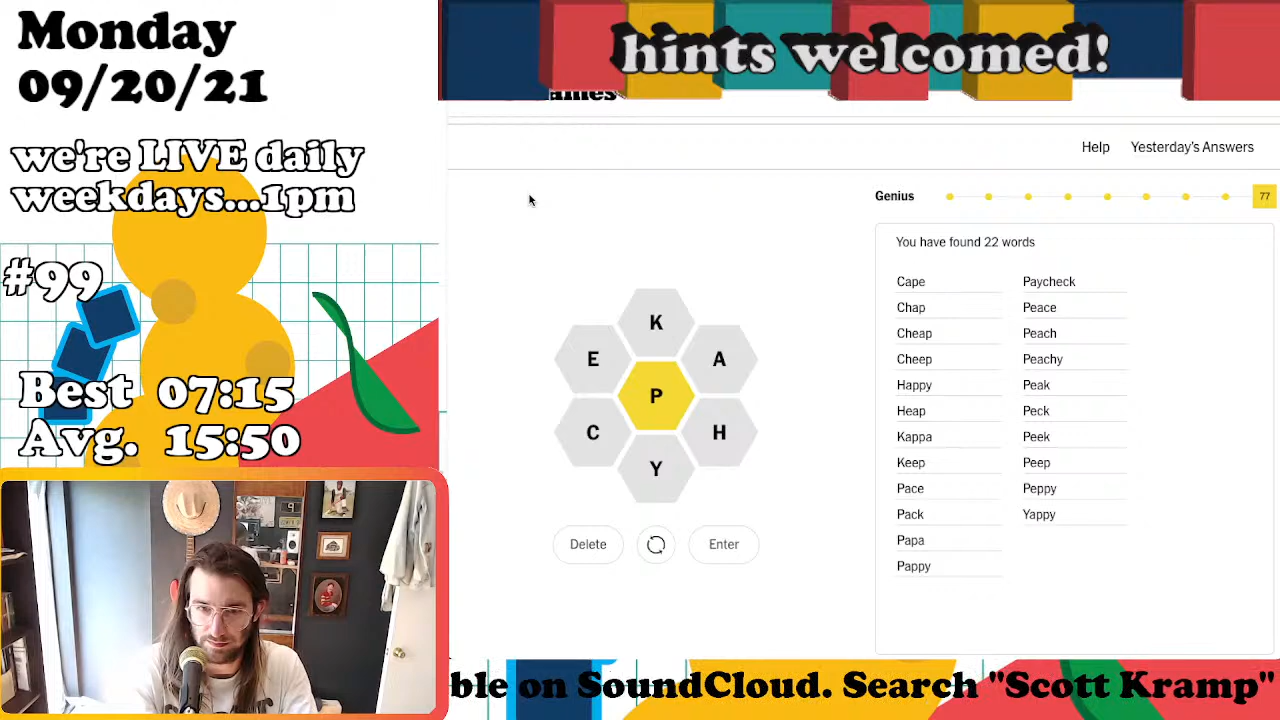 Monday
09/20/21
we're LIVE daily
weekdays...1pm
#99
Best 07:15
Avg. 15:50
hints welcomed!
Help Yesterday's Answers
Genius 77
You have found 22 words
Cape
Chap
Cheap
Cheep
Happy
Heap
Kappa
Keep
Pace
Pack
Papa
Pappy
Paycheck
Peace
Peach
Peachy
Peak
Peck
Peek
Peep
Peppy
Yappy
K
E A
P
C H
Y
Delete Enter
ble on SoundCloud. Search "Scott Kramp"